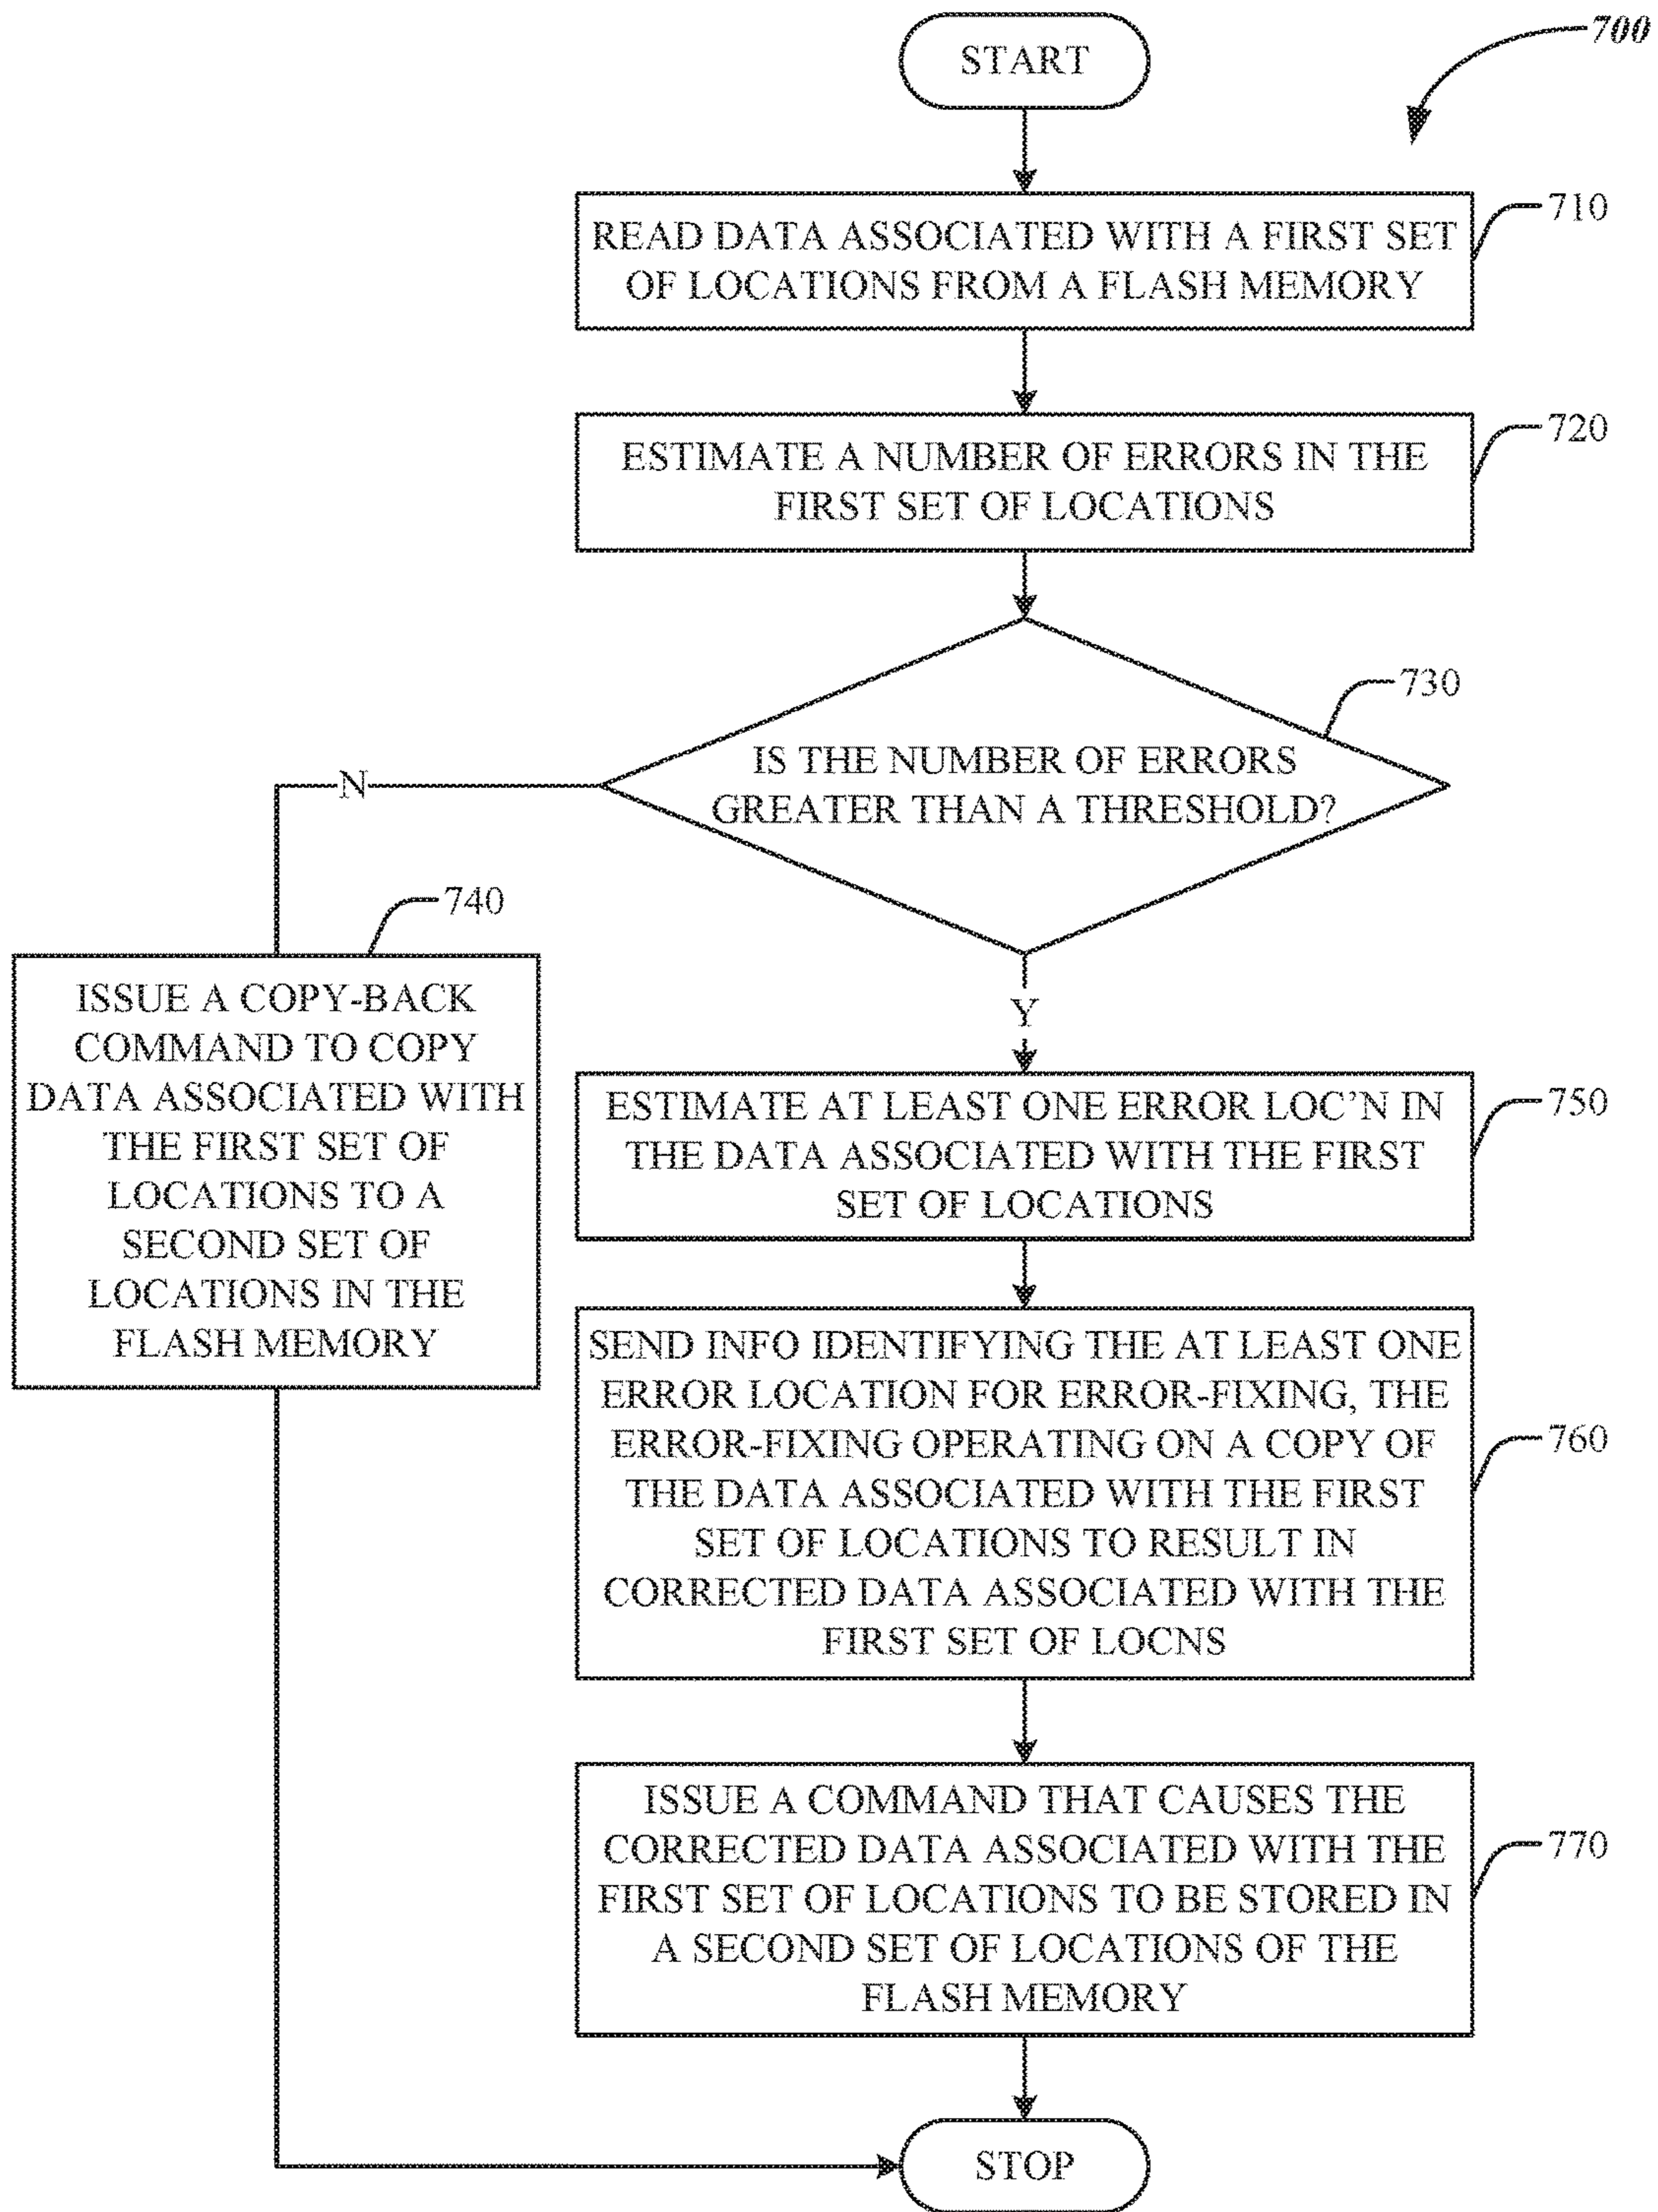 START
700
READ DATA ASSOCIATED WITH A FIRST SET
OF LOCATIONS FROM A FLASH MEMORY
710
ESTIMATE A NUMBER OF ERRORS IN THE
FIRST SET OF LOCATIONS
720
IS THE NUMBER OF ERRORS
GREATER THAN A THRESHOLD?
730
N
Y
740
ISSUE A COPY-BACK
COMMAND TO COPY
DATA ASSOCIATED WITH
THE FIRST SET OF
LOCATIONS TO A
SECOND SET OF
LOCATIONS IN THE
FLASH MEMORY
ESTIMATE AT LEAST ONE ERROR LOC'N IN
THE DATA ASSOCIATED WITH THE FIRST
SET OF LOCATIONS
750
SEND INFO IDENTIFYING THE AT LEAST ONE
ERROR LOCATION FOR ERROR-FIXING, THE
ERROR-FIXING OPERATING ON A COPY OF
THE DATA ASSOCIATED WITH THE FIRST
SET OF LOCATIONS TO RESULT IN
CORRECTED DATA ASSOCIATED WITH THE
FIRST SET OF LOCNS
760
ISSUE A COMMAND THAT CAUSES THE
CORRECTED DATA ASSOCIATED WITH THE
FIRST SET OF LOCATIONS TO BE STORED IN
A SECOND SET OF LOCATIONS OF THE
FLASH MEMORY
770
STOP